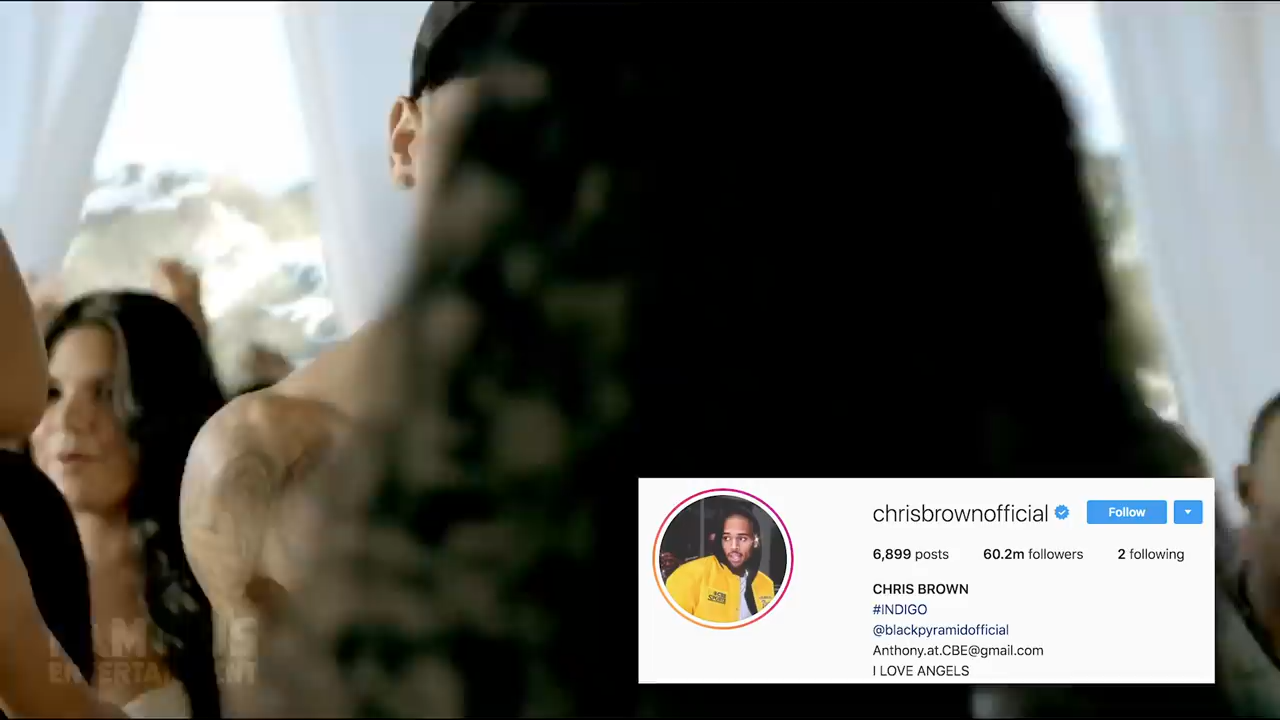 chrisbrownofficial Follow
6,899 posts 60.2m followers 2 following
CHRIS BROWN
#INDIGO
@blackpyramidofficial
Anthony.at.CBE@gmail.com
I LOVE ANGELS
ENTERTAINMENT